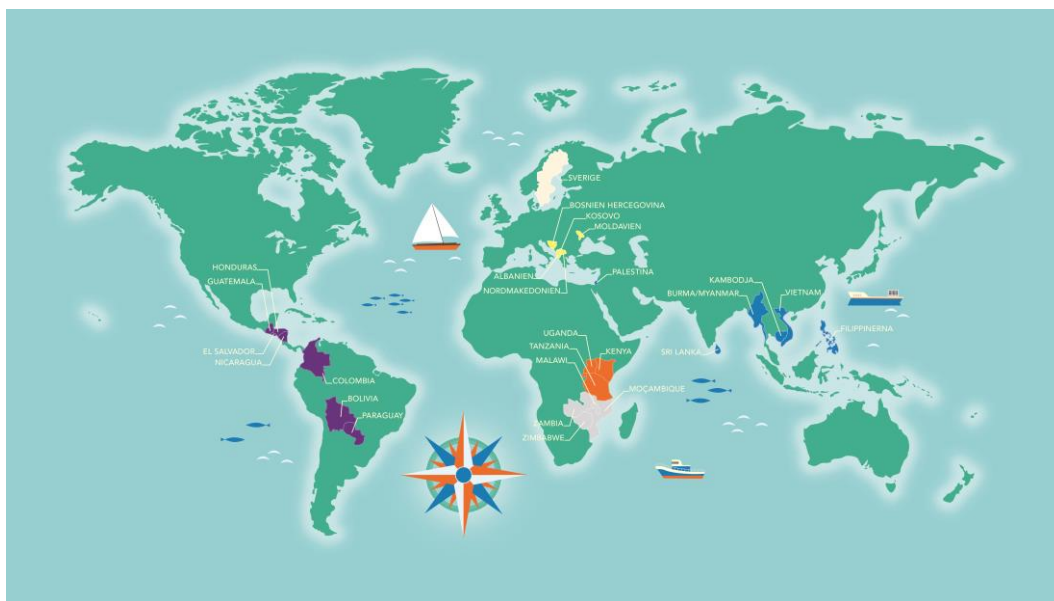 SVERIGE
BOSNIEN HERCEGOVINA
KOSOVO
MOLDAVIEN
ALBANIEN
NORDMAKEDONIEN
PALESTINA
HONDURAS
GUATEMALA
EL SALVADOR
NICARAGUA
COLOMBIA
BOLIVIA
PARAGUAY
UGANDA
TANZANIA
MALAWI
KENYA
MOÇAMBIQUE
ZAMBIA
ZIMBABWE
KAMBODJA
BURMA/MYANMAR
VIETNAM
SRI LANKA
FILIPPINERNA